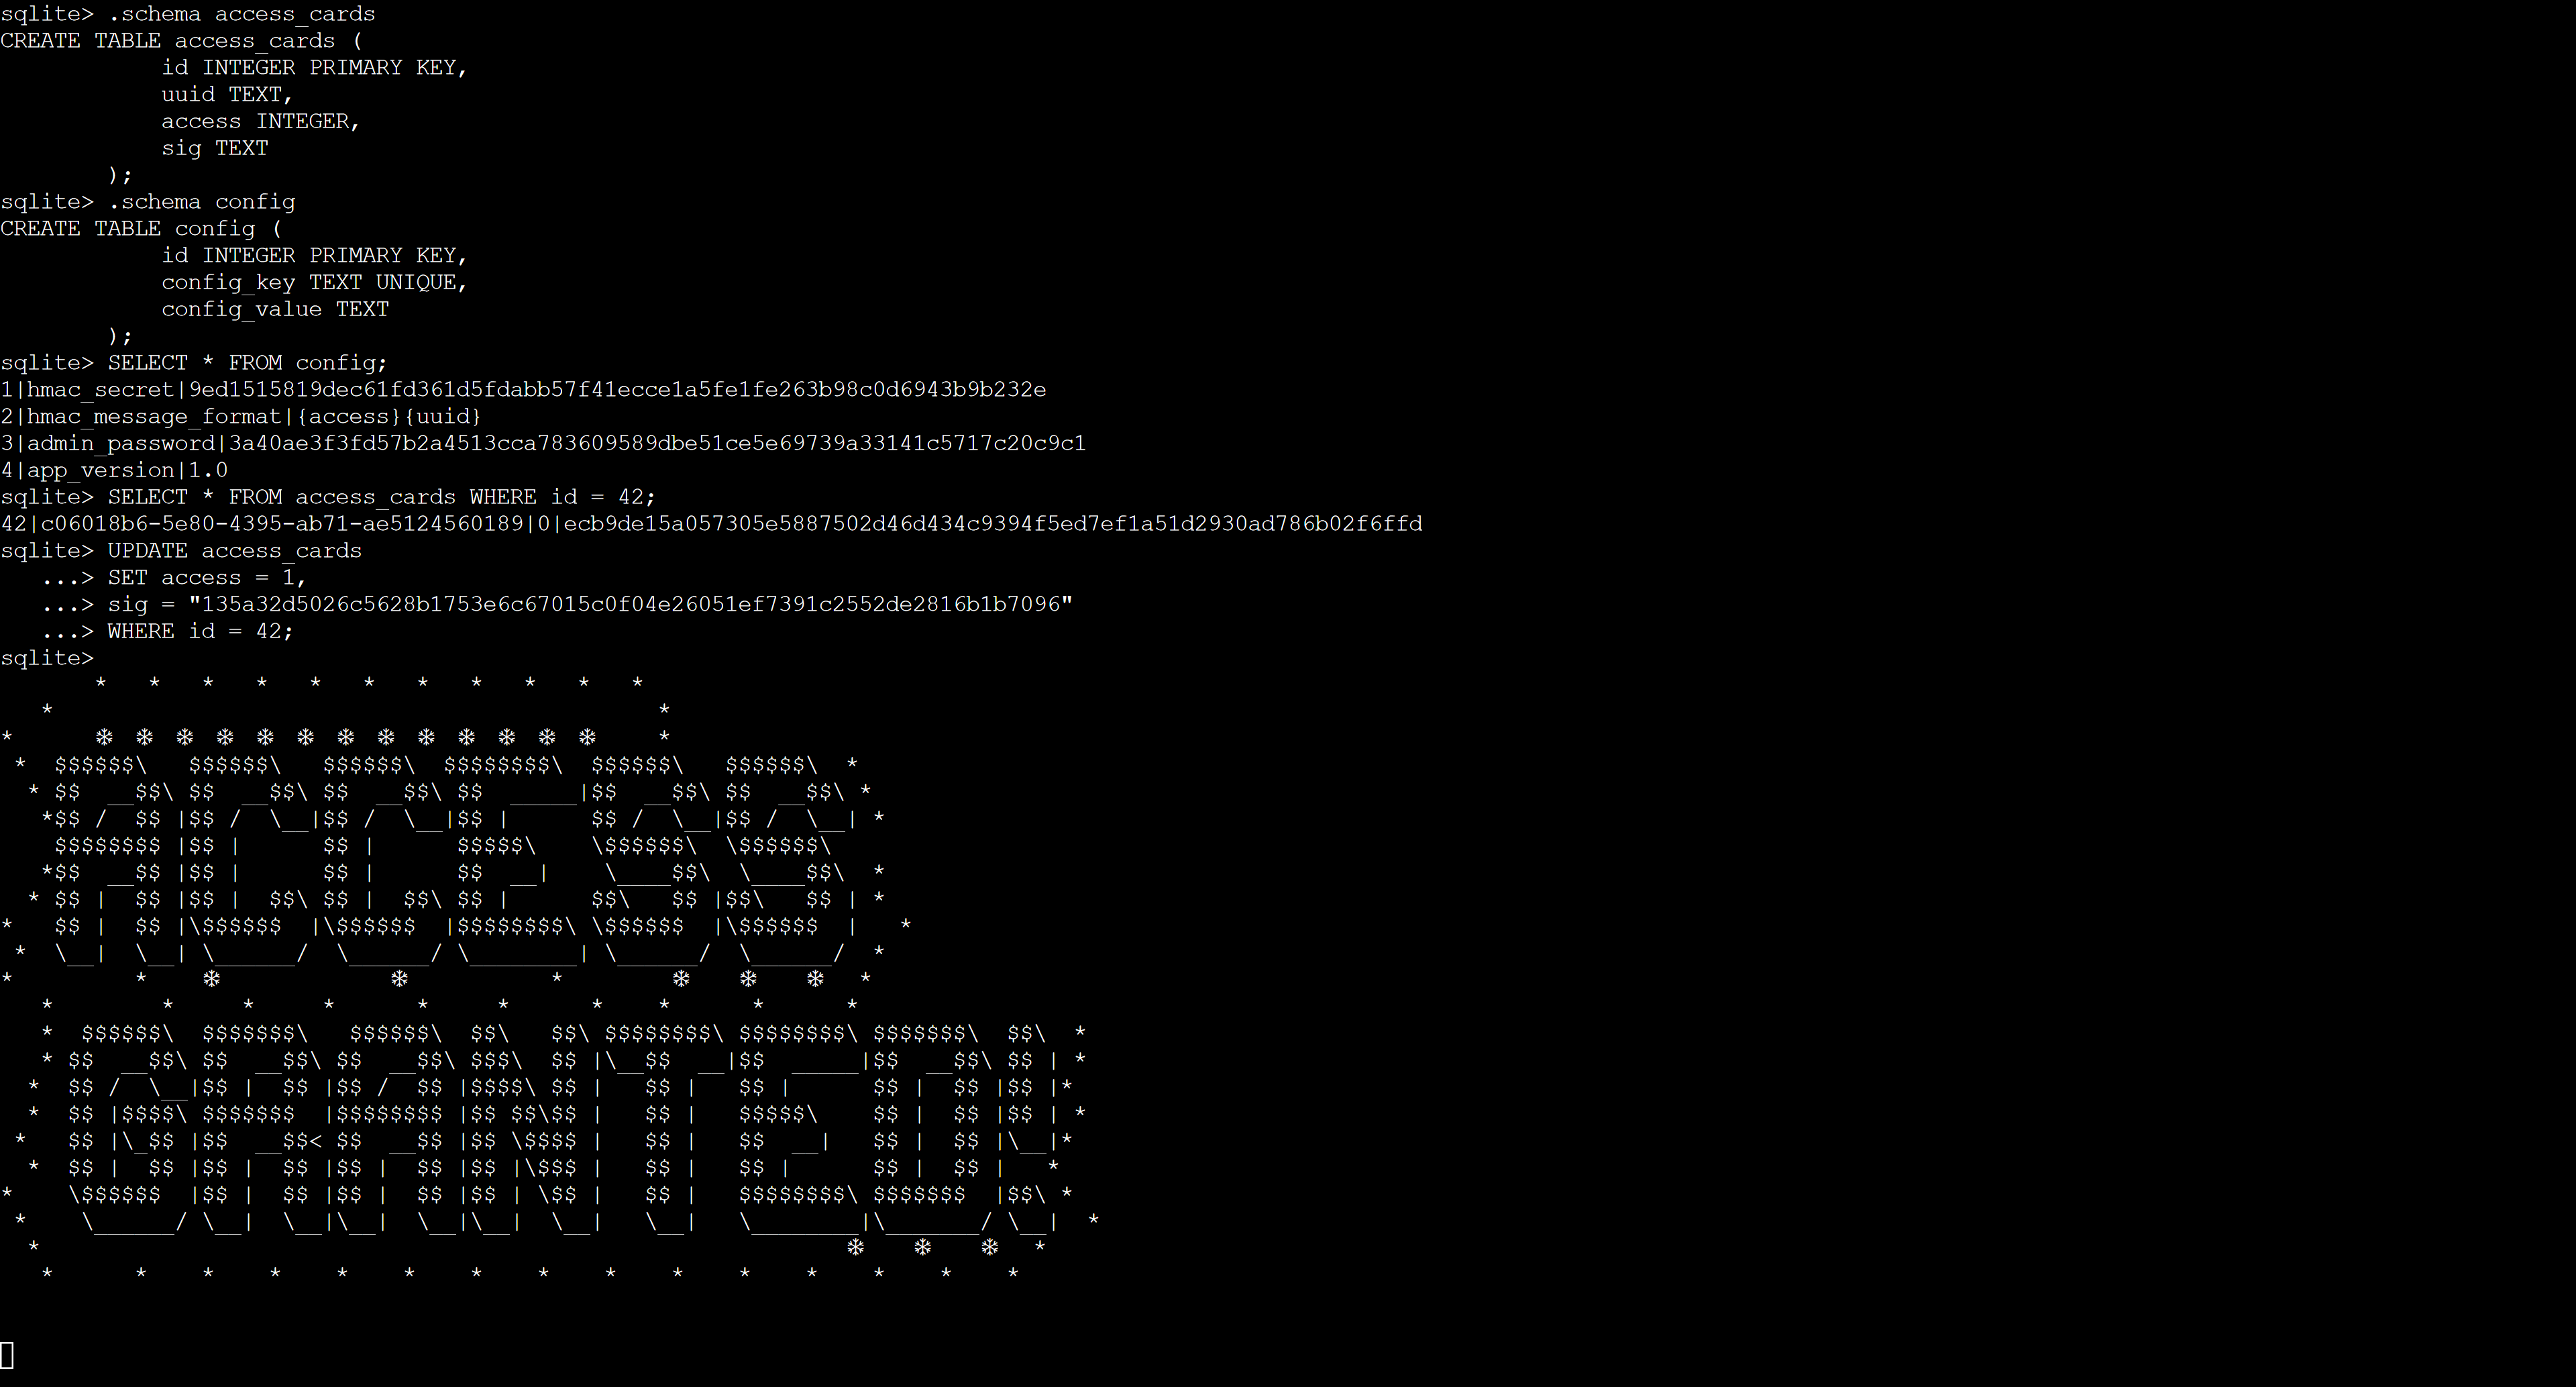 sqlite> .schema access_cards
CREATE TABLE access_cards (
            id INTEGER PRIMARY KEY,
            uuid TEXT,
            access INTEGER,
            sig TEXT
        );
sqlite> .schema config
CREATE TABLE config (
            id INTEGER PRIMARY KEY,
            config_key TEXT UNIQUE,
            config_value TEXT
        );
sqlite> SELECT * FROM config;
1|hmac_secret|9ed1515819dec61fd361d5fdabb57f41ecce1a5fe1fe263b98c0d6943b9b232e
2|hmac_message_format|{access}{uuid}
3|admin_password|3a40ae3f3fd57b2a4513cca783609589dbe51ce5e69739a33141c5717c20c9c1
4|app_version|1.0
sqlite> SELECT * FROM access_cards WHERE id = 42;
42|c06018b6-5e80-4395-ab71-ae5124560189|0|ecb9de15a057305e5887502d46d434c9394f5ed7ef1a51d2930ad786b02f6ffd
sqlite> UPDATE access_cards
   ...> SET access = 1,
   ...> sig = "135a32d5026c5628b1753e6c67015c0f04e26051ef7391c2552de2816b1b7096"
   ...> WHERE id = 42;
sqlite>
ACCESS
GRANTED!